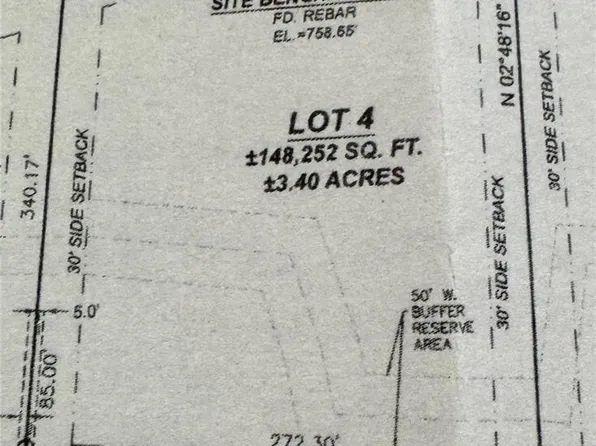 SITE
FD. REBAR
EL.=758.65'
LOT 4
±148,252 SQ. FT.
±3.40 ACRES
340.17'
30' SIDE SETBACK
5.0'
85.00'
50' W.
BUFFER
RESERVE
AREA
30' SIDE SETBACK
N 02°48'16"
30' SIDE SETBACK
272.30'